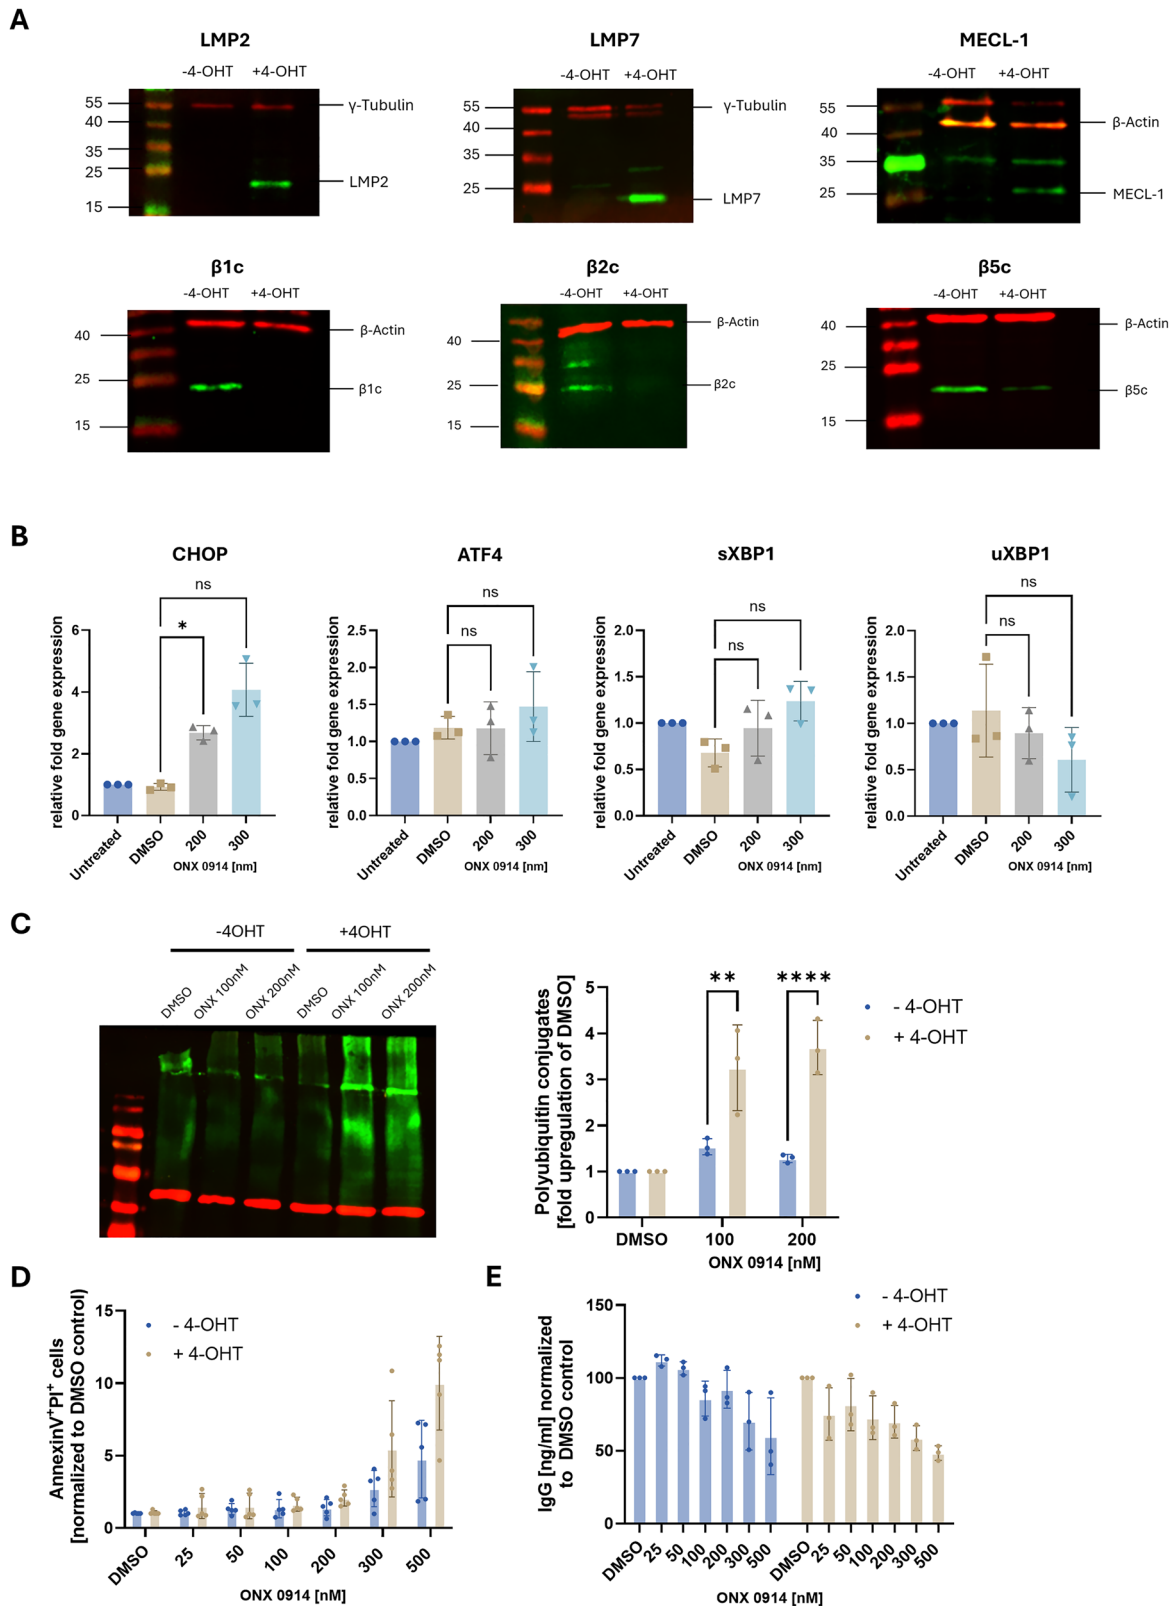 A
LMP2
LMP7
MECL-1
-4-OHT +4-OHT
-4-OHT +4-OHT
-4-OHT +4-OHT
55
40
35
25
15
γ-Tubulin
LMP2
55
40
35
25
γ-Tubulin
LMP7
55
40
35
25
β-Actin
MECL-1
β1c
β2c
β5c
-4-OHT +4-OHT
-4-OHT +4-OHT
-4-OHT +4-OHT
40
25
15
β-Actin
β1c
40
25
15
β-Actin
β2c
40
25
15
β-Actin
β5c
B
CHOP
ns
*
relative fold gene expression
6
4
2
0
Untreated
DMSO
200
300
ONX 0914 [nm]
ATF4
ns
ns
relative fold gene expression
2.5
2.0
1.5
1.0
0.5
0.0
Untreated
DMSO
200
300
ONX 0914 [nm]
sXBP1
ns
ns
relative fold gene expression
2.0
1.5
1.0
0.5
0.0
Untreated
DMSO
200
300
ONX 0914 [nm]
uXBP1
ns
ns
relative fold gene expression
2.0
1.5
1.0
0.5
0.0
Untreated
DMSO
200
300
ONX 0914 [nm]
C
-4OHT +4OHT
DMSO
ONX 100nM
ONX 200nM
DMSO
ONX 100nM
ONX 200nM
Polyubiquitin conjugates
[fold upregulation of DMSO]
5
4
3
2
1
0
** ****
- 4-OHT
+ 4-OHT
DMSO 100 200
ONX 0914 [nM]
D
AnnexinV+PI+ cells
[normalized to DMSO control)
15
10
5
0
- 4-OHT
+ 4-OHT
DMSO
25
50
100
200
300
500
ONX 0914 [nM]
E
IgG [ng/ml] normalized
to DMSO control
150
100
50
0
- 4-OHT
+ 4-OHT
DMSO
25
50
100
200
300
500
DMSO
25
50
100
200
300
500
ONX 0914 [nM]